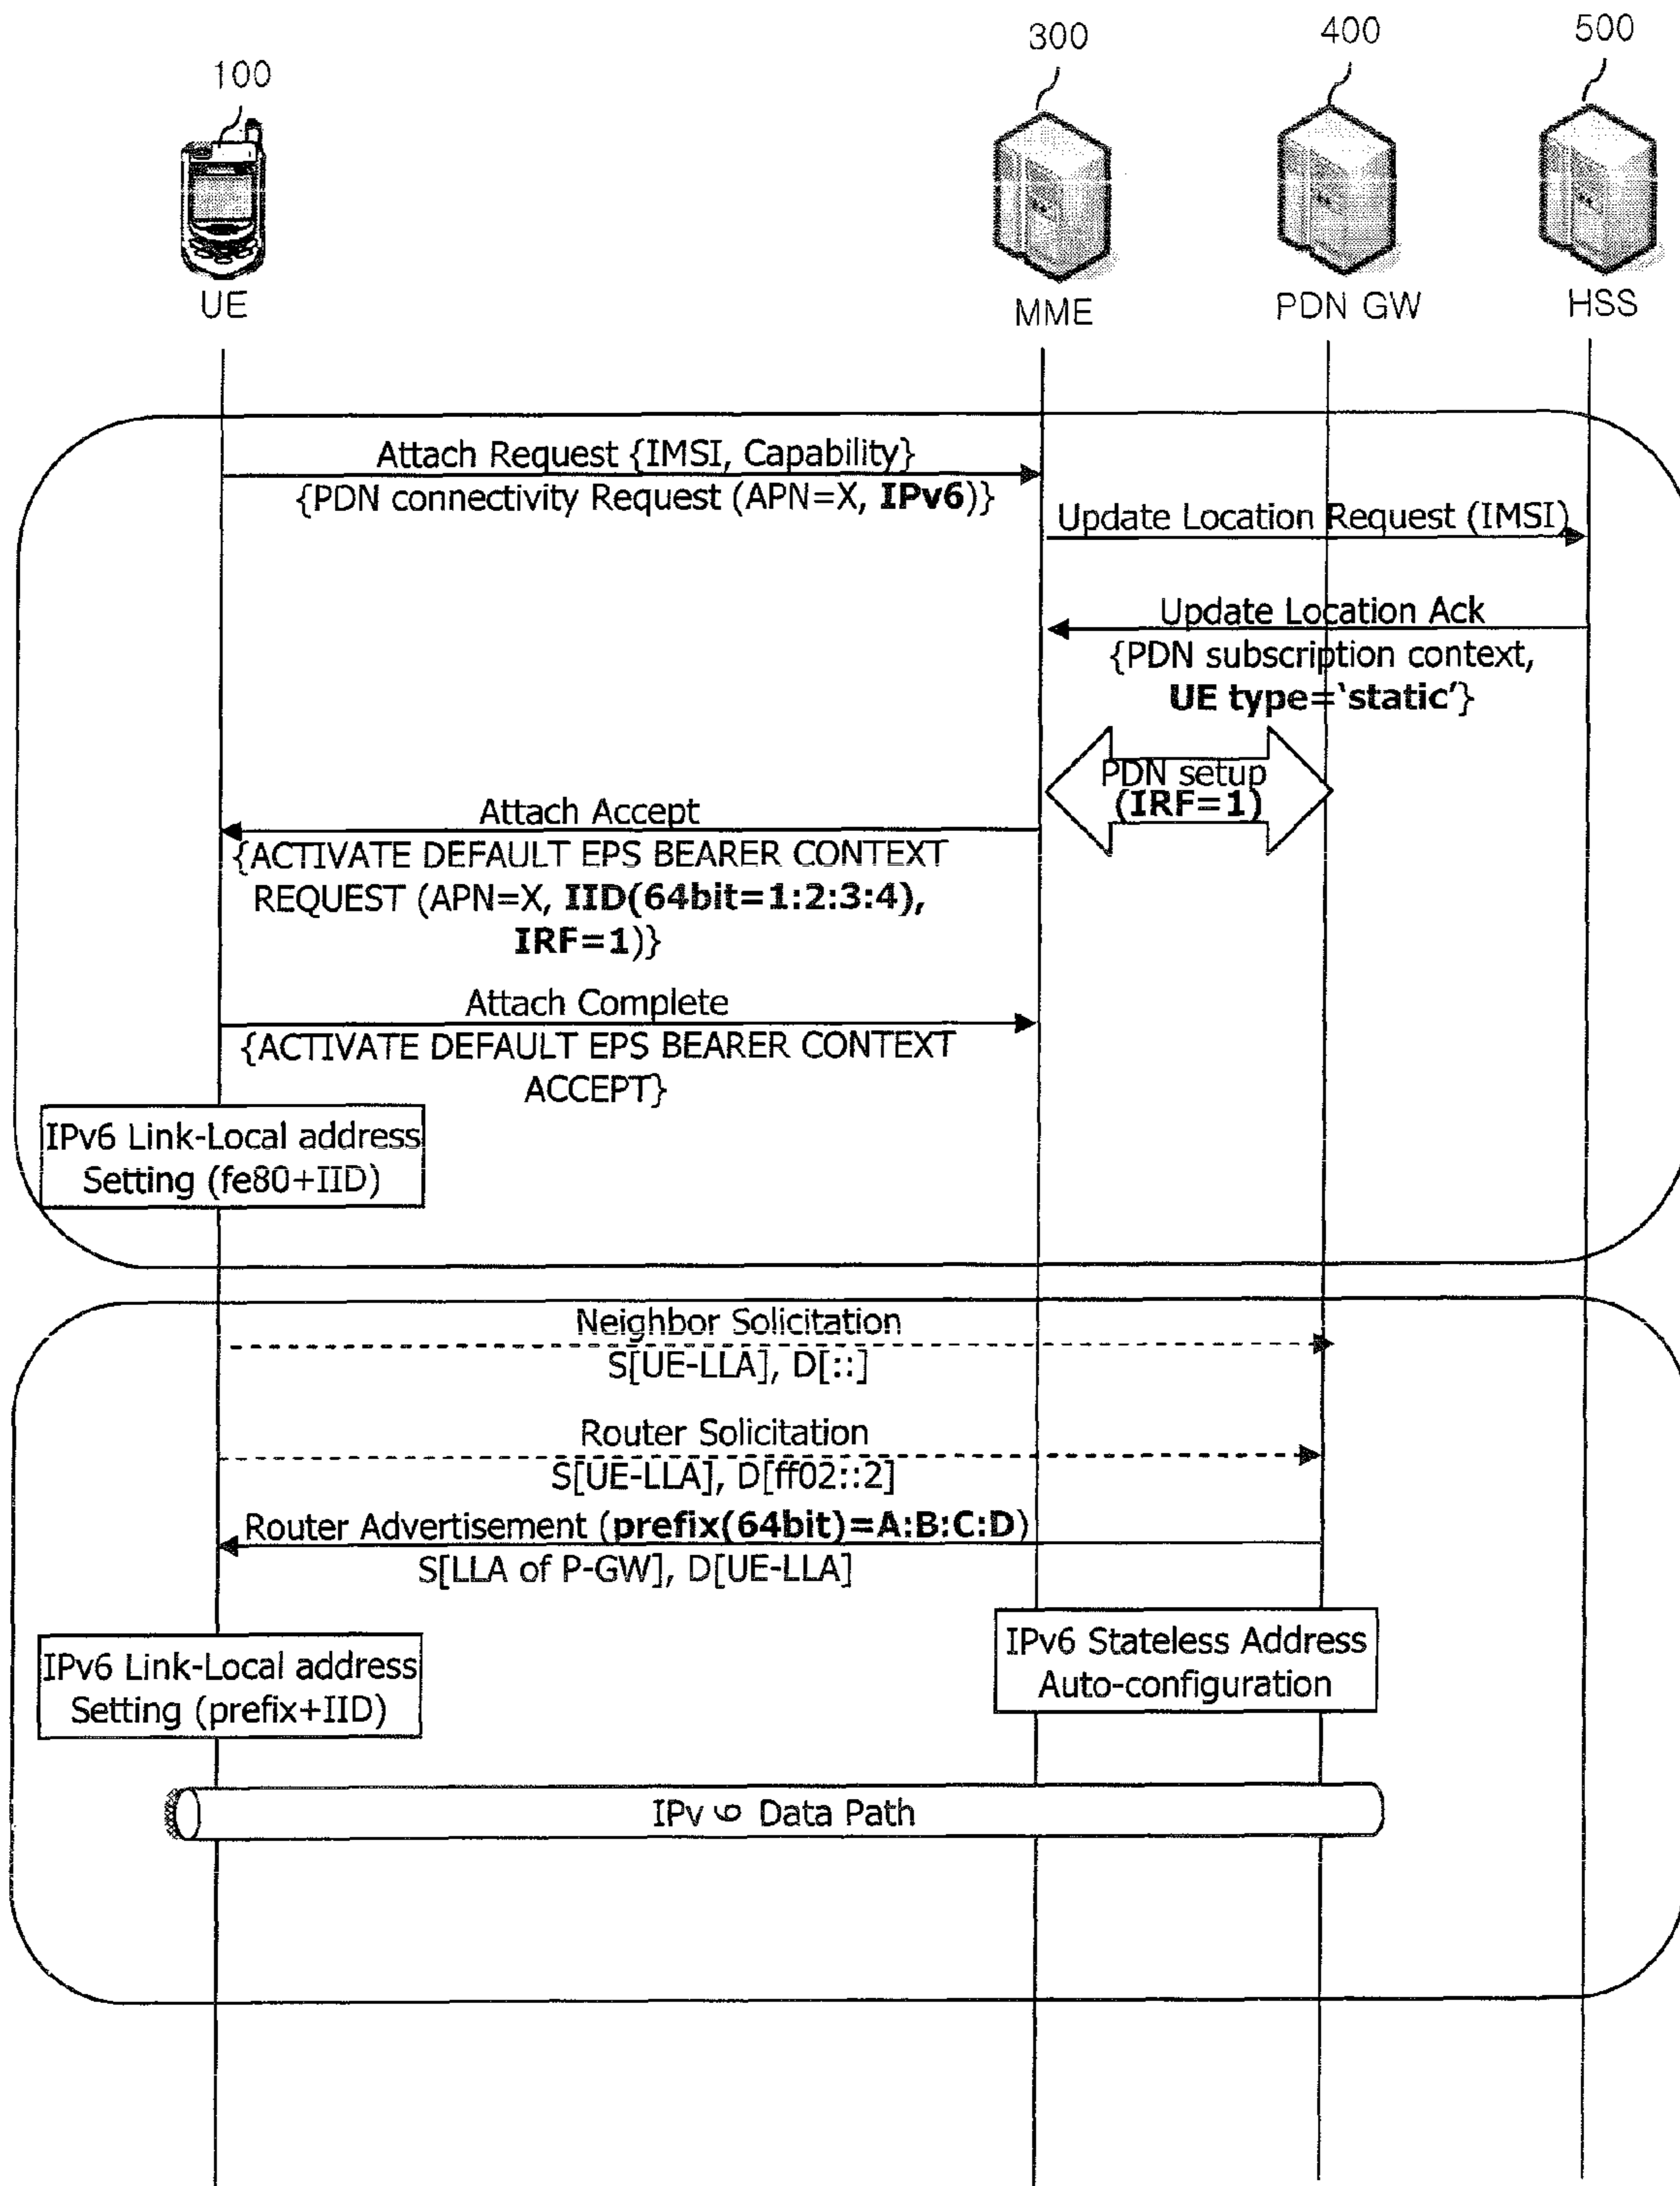 100
300
400
500
UE
MME
PDN GW
HSS
Attach Request {IMSI, Capability}
{PDN connectivity Request (APN=X, IPv6)}
Update Location Request (IMSI)
Update Location Ack
{PDN subscription context,
UE type=‘static’}
PDN setup
(IRF=1)
Attach Accept
{ACTIVATE DEFAULT EPS BEARER CONTEXT
REQUEST (APN=X, IID(64bit=1:2:3:4),
IRF=1)}
Attach Complete
{ACTIVATE DEFAULT EPS BEARER CONTEXT
ACCEPT}
IPv6 Link-Local address
Setting (fe80+IID)
Neighbor Solicitation
S[UE-LLA], D[::]
Router Solicitation
S[UE-LLA], D[ff02::2]
Router Advertisement (prefix(64bit)=A:B:C:D)
S[LLA of P-GW], D[UE-LLA]
IPv6 Link-Local address
Setting (prefix+IID)
IPv6 Stateless Address
Auto-configuration
IPv 6 Data Path